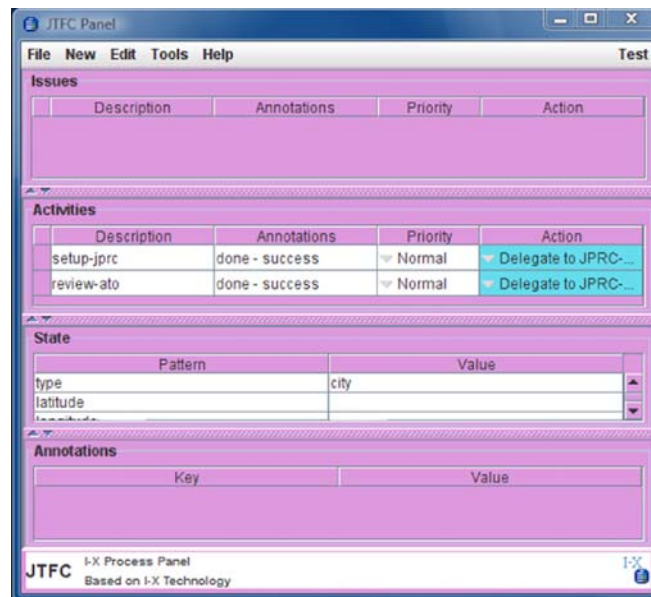 JTFC Panel
File New Edit Tools Help Test
Issues
Description Annotations Priority Action
Activities
Description Annotations Priority Action
setup-jprc done - success Normal Delegate to JPRC-...
review-ato done - success Normal Delegate to JPRC-...
State
Pattern Value
type city
latitude
Annotations
Key Value
JTFC I-X Process Panel
Based on I-X Technology
I-X